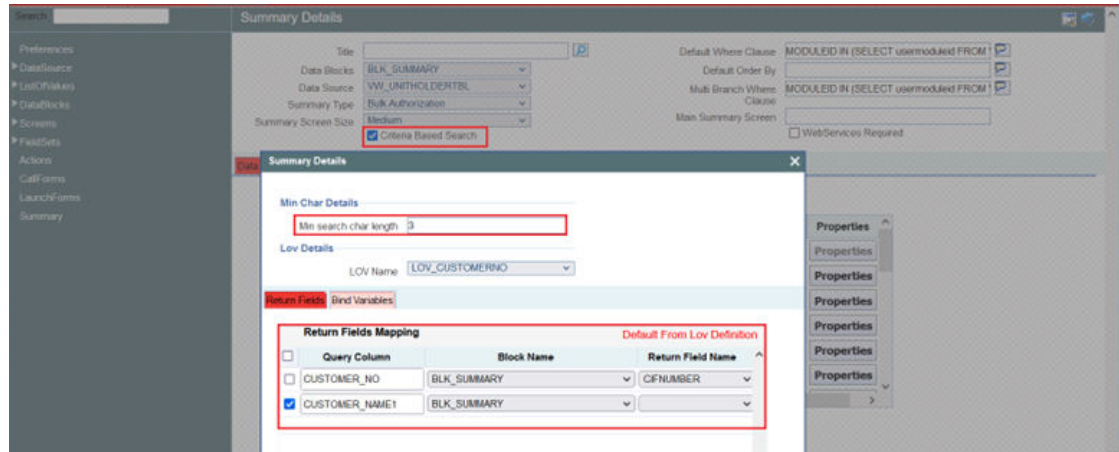 Search
Summary Details
Preferences
DataSource
ListOfValues
DataBlocks
Screens
FieldSets
Actions
CallForms
LaunchForms
Summary
Title
Data Blocks BLK_SUMMARY
Data Source VW_UNITHOLDERTBL
Summary Type Bulk Authorization
Summary Screen Size Medium
Criteria Based Search
Default Where Clause MODULEID IN (SELECT usermoduleid FROM
Default Order By
Multi Branch Where Clause MODULEID IN (SELECT usermoduleid FROM
Main Summary Screen
WebServices Required
Data
Summary Details
Min Char Details
Min search char length 3
Lov Details
LOV Name LOV_CUSTOMERNO
Return Fields Bind Variables
Return Fields Mapping Default From Lov Definition
Query Column Block Name Return Field Name
CUSTOMER_NO BLK_SUMMARY CIFNUMBER
CUSTOMER_NAME1 BLK_SUMMARY
Properties
Properties
Properties
Properties
Properties
Properties
Properties